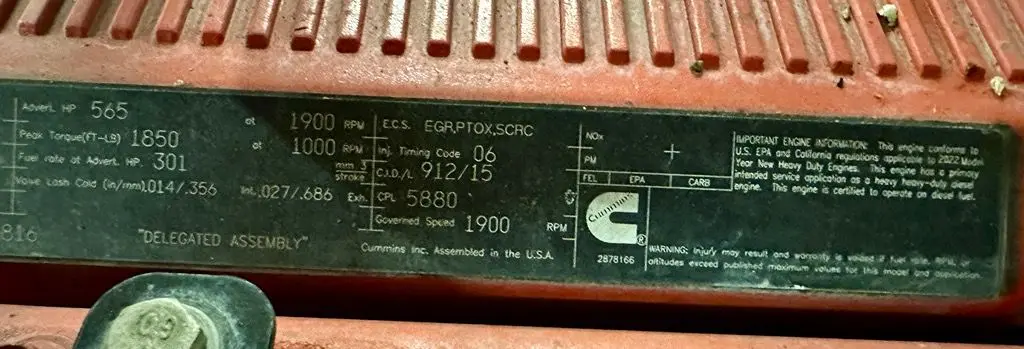 Advert. HP 565 at 1900 RPM
Peak Torque(FT-LB) 1850 at 1000 RPM
Fuel rate at Advert. HP. 301 mm 3 stroke
Valve Lash Cold (in/mm).014/.356 Int. .027/.686 Exh.
816
"DELEGATED ASSEMBLY"
E.C.S. EGR,PTOX,SCRC
Inj. Timing Code 06
C.I.D./L 912/15
CPL 5880
Governed Speed 1900 RPM
Cummins Inc. Assembled in the U.S.A.
NOx
PM +
FEL EPA CARB
Cummins
®
2878166
IMPORTANT ENGINE INFORMATION: This engine conforms to
U.S. EPA and California regulations applicable to 2022 Model
Year New Heavy Duty Engines. This engine has a primary
intended service application as a heavy heavy-duty diesel
engine. This engine is certified to operate on diesel fuel.
WARNING: Injury may result and warranty is voided if fuel rate, RPM, or
altitudes exceed published maximum values for this model and application.
C9